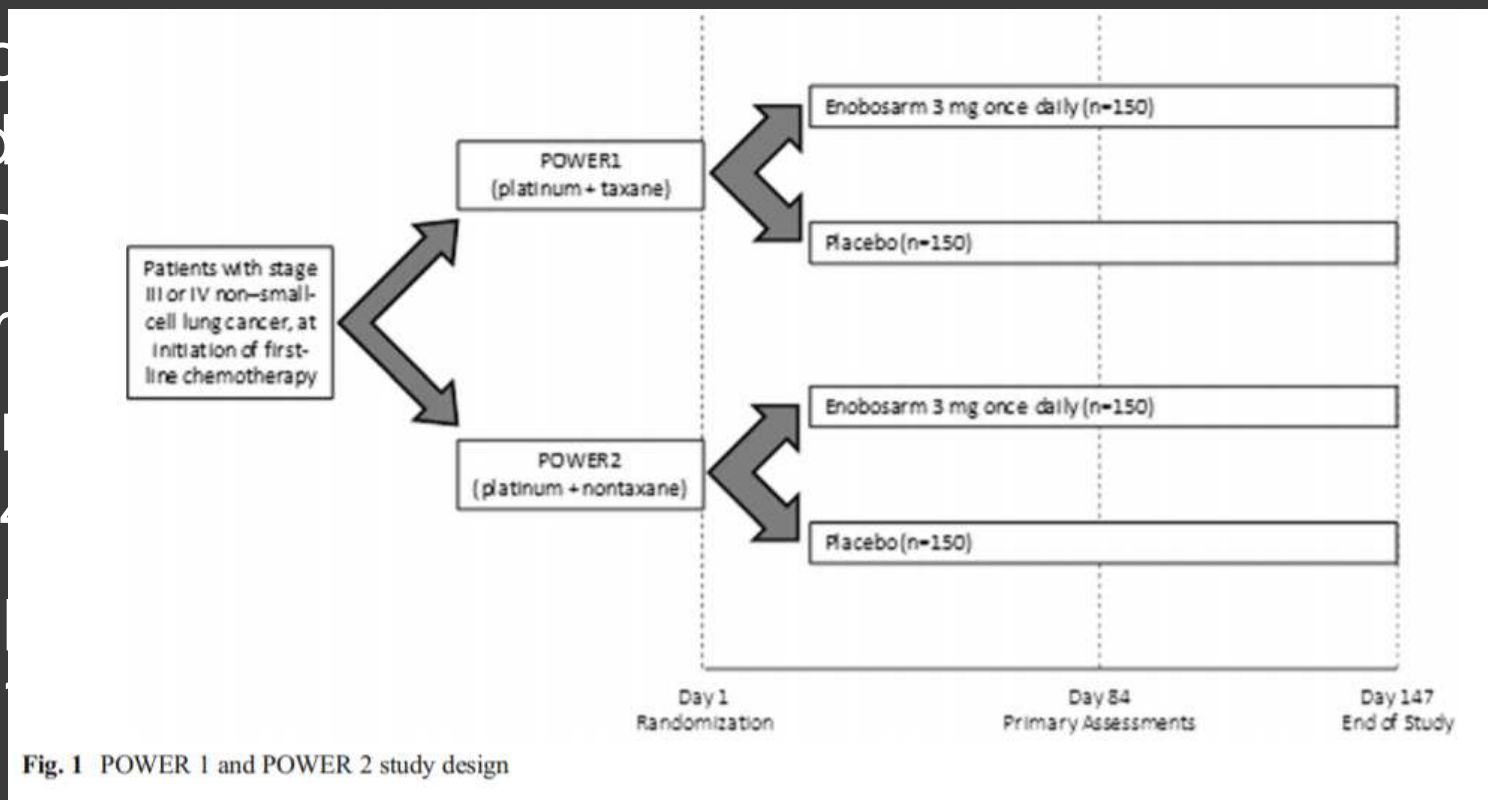 Patients with stage
III or IV non–small-
cell lung cancer, at
initiation of first-
line chemotherapy
POWER1
(platinum + taxane)
POWER2
(platinum + nontaxane)
Enobosarm 3 mg once daily (n=150)
Placebo (n=150)
Enobosarm 3 mg once daily (n=150)
Placebo (n=150)
Day 1
Randomization
Day 84
Primary Assessments
Day 147
End of Study
Fig. 1 POWER 1 and POWER 2 study design